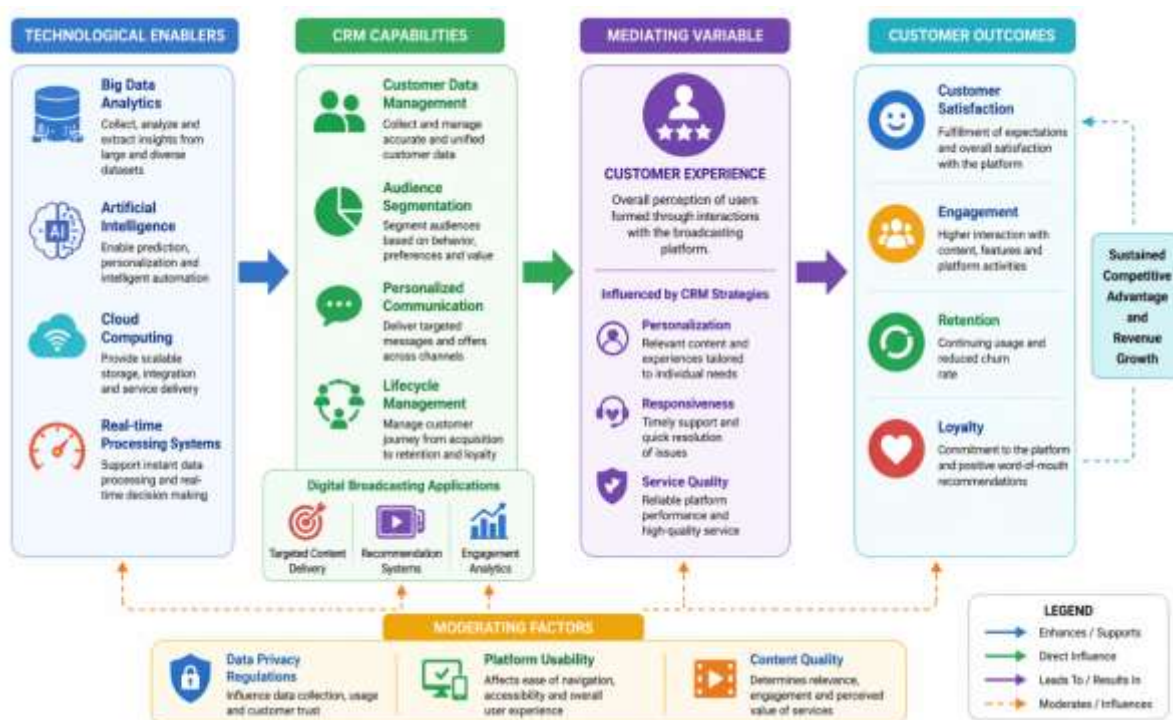 TECHNOLOGICAL ENABLERS
Big Data
Analytics
Collect, analyze and
extract insights from
large and diverse
datasets
Artificial
Intelligence
AI
Enable prediction,
personalization and
intelligent automation
Cloud
Computing
Provide scalable
storage, integration
and service delivery
Real-time
Processing Systems
Support instant data
processing and real-
time decision making
CRM CAPABILITIES
Customer Data
Management
Collect and manage
accurate and unified
customer data
Audience
Segmentation
Segment audiences
based on behavior,
preferences and value
Personalized
Communication
Deliver targeted
messages and offers
across channels
Lifecycle
Management
Manage customer
journey from acquisition
to retention and loyalty
Digital Broadcasting Applications
Targeted Content
Delivery
Recommendation
Systems
Engagement
Analytics
MEDIATING VARIABLE
CUSTOMER EXPERIENCE
Overall perception of users
formed through interactions
with the broadcasting
platform.
Influenced by CRM Strategies
Personalization
Relevant content and
experiences tailored
to individual needs
Responsiveness
Timely support and
quick resolution
of issues
Service Quality
Reliable platform
performance and
high-quality service
CUSTOMER OUTCOMES
Customer
Satisfaction
Fulfillment of expectations
and overall satisfaction
with the platform
Engagement
Higher interaction with
content, features and
platform activities
Retention
Continuing usage and
reduced churn
rate
Loyalty
Commitment to the platform
and positive word-of-mouth
recommendations
Sustained
Competitive
Advantage
and
Revenue
Growth
MODERATING FACTORS
Data Privacy
Regulations
Influence data collection, usage
and customer trust
Platform Usability
Affects ease of navigation,
accessibility and overall
user experience
Content Quality
Determines relevance,
engagement and perceived
value of services
LEGEND
Enhances / Supports
Direct Influence
Leads To / Results In
Moderates / Influences